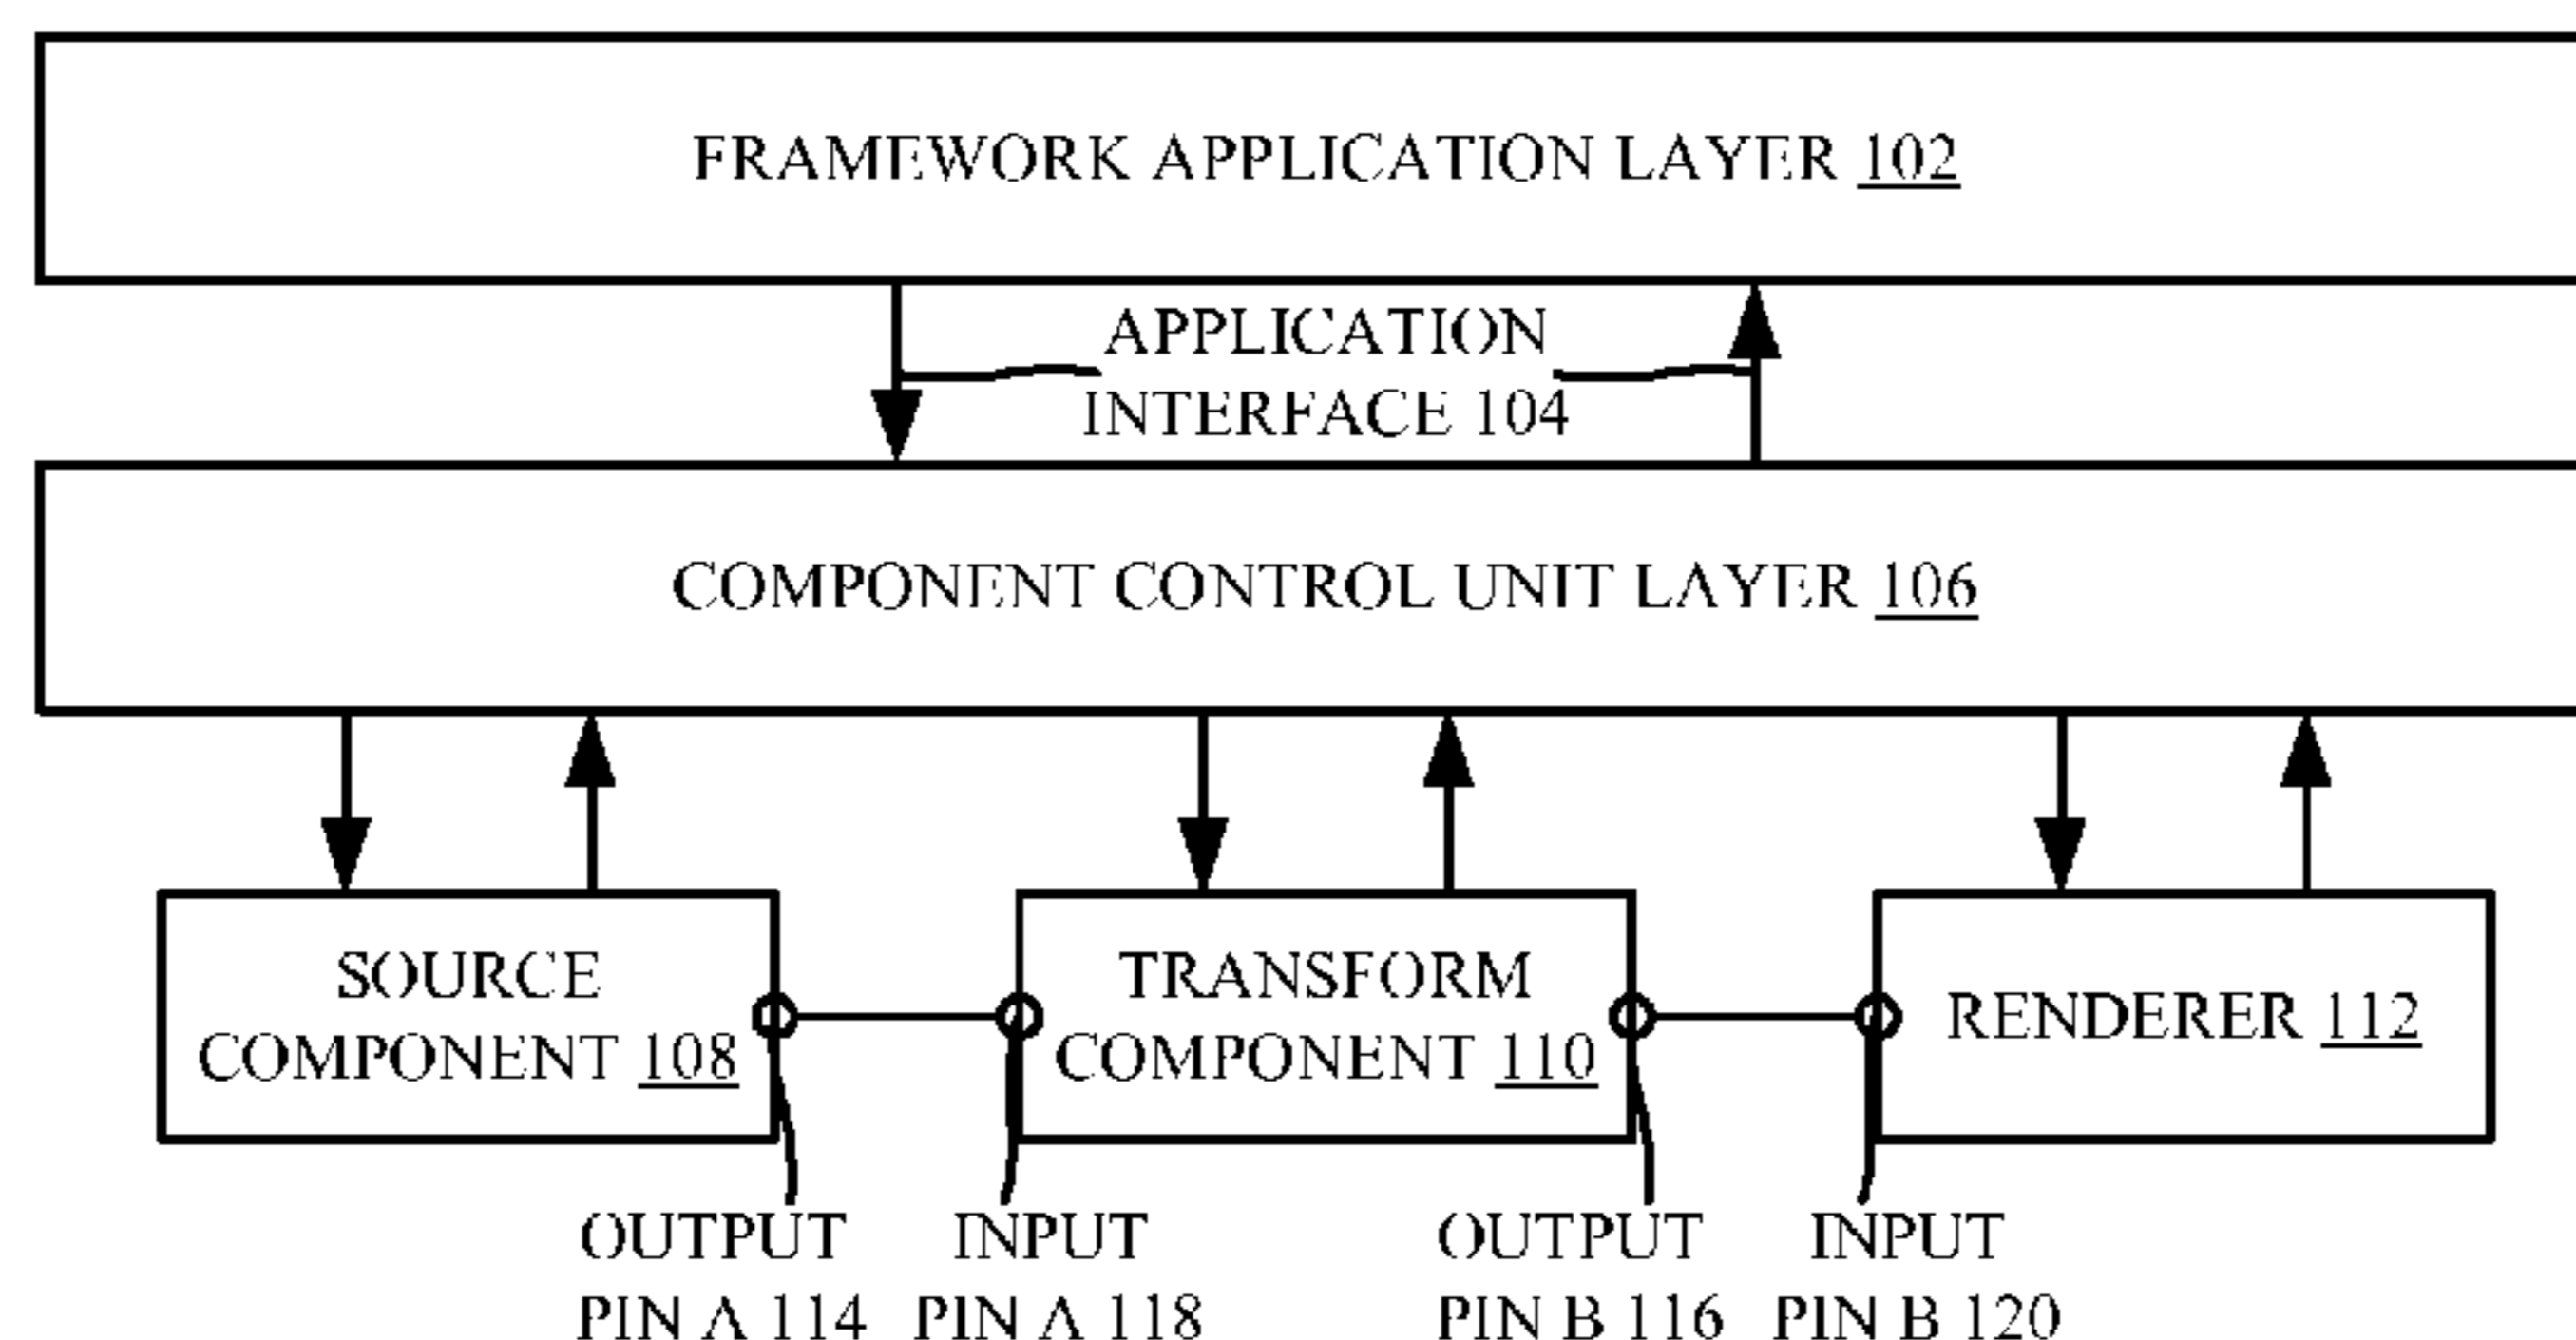 FRAMEWORK APPLICATION LAYER 102
APPLICATION
INTERFACE 104
COMPONENT CONTROL UNIT LAYER 106
SOURCE
COMPONENT 108
TRANSFORM
COMPONENT 110
RENDERER 112
OUTPUT
PIN A 114
INPUT
PIN A 118
OUTPUT
PIN B 116
INPUT
PIN B 120